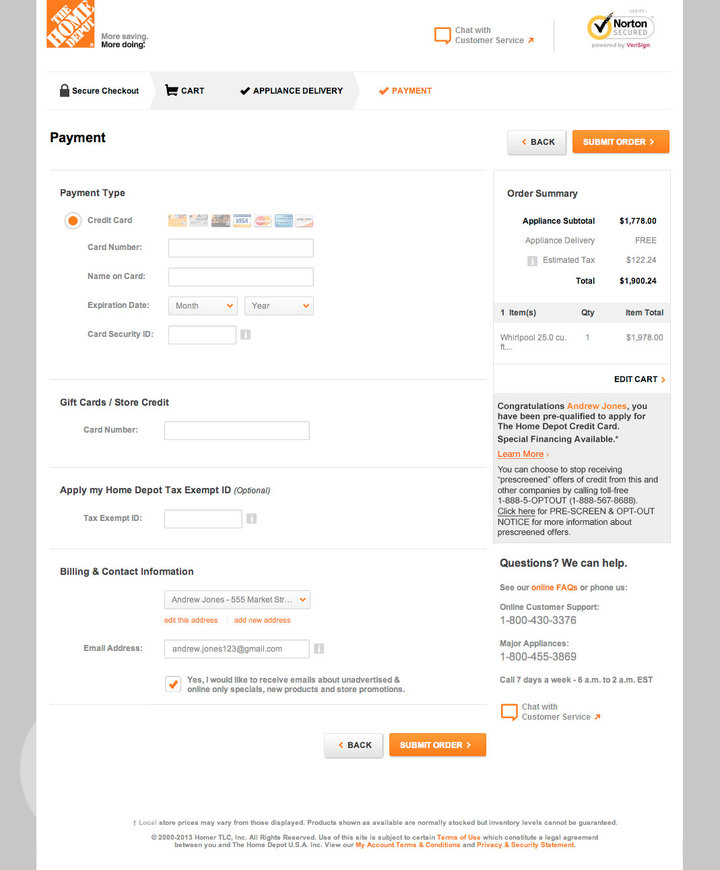 THE HOME DEPOT
More saving.
More doing.
Chat with
Customer Service
Norton
SECURED
powered by VeriSign
Secure Checkout
CART
APPLIANCE DELIVERY
PAYMENT
Payment
BACK
SUBMIT ORDER
Payment Type
Credit Card
VISA
Card Number:
Name on Card:
Expiration Date:
Month
Year
Card Security ID:
Gift Cards / Store Credit
Card Number:
Apply my Home Depot Tax Exempt ID (Optional)
Tax Exempt ID:
Billing & Contact Information
Andrew Jones - 555 Market Str...
edit this address
add new address
Email Address:
andrew.jones123@gmail.com
Yes, I would like to receive emails about unadvertised &
online only specials, new products and store promotions.
BACK
SUBMIT ORDER
Order Summary
Appliance Subtotal $1,778.00
Appliance Delivery FREE
Estimated Tax $122.24
Total $1,900.24
1 Item(s) Qty Item Total
Whirlpool 25.0 cu. 1 $1,978.00
ft....
EDIT CART
Congratulations Andrew Jones, you
have been pre-qualified to apply for
The Home Depot Credit Card.
Special Financing Available.*
Learn More ›
You can choose to stop receiving
"prescreened" offers of credit from this and
other companies by calling toll-free
1-888-5-OPTOUT (1-888-567-8688).
Click here for PRE-SCREEN & OPT-OUT
NOTICE for more information about
prescreened offers.
Questions? We can help.
See our online FAQs or phone us:
Online Customer Support:
1-800-430-3376
Major Appliances:
1-800-455-3869
Call 7 days a week - 6 a.m. to 2 a.m. EST
Chat with
Customer Service
† Local store prices may vary from those displayed. Products shown as available are normally stocked but inventory levels cannot be guaranteed.
© 2000-2013 Homer TLC, Inc. All Rights Reserved. Use of this site is subject to certain Terms of Use which constitute a legal agreement
between you and The Home Depot U.S.A. Inc. View our My Account Terms & Conditions and Privacy & Security Statement.